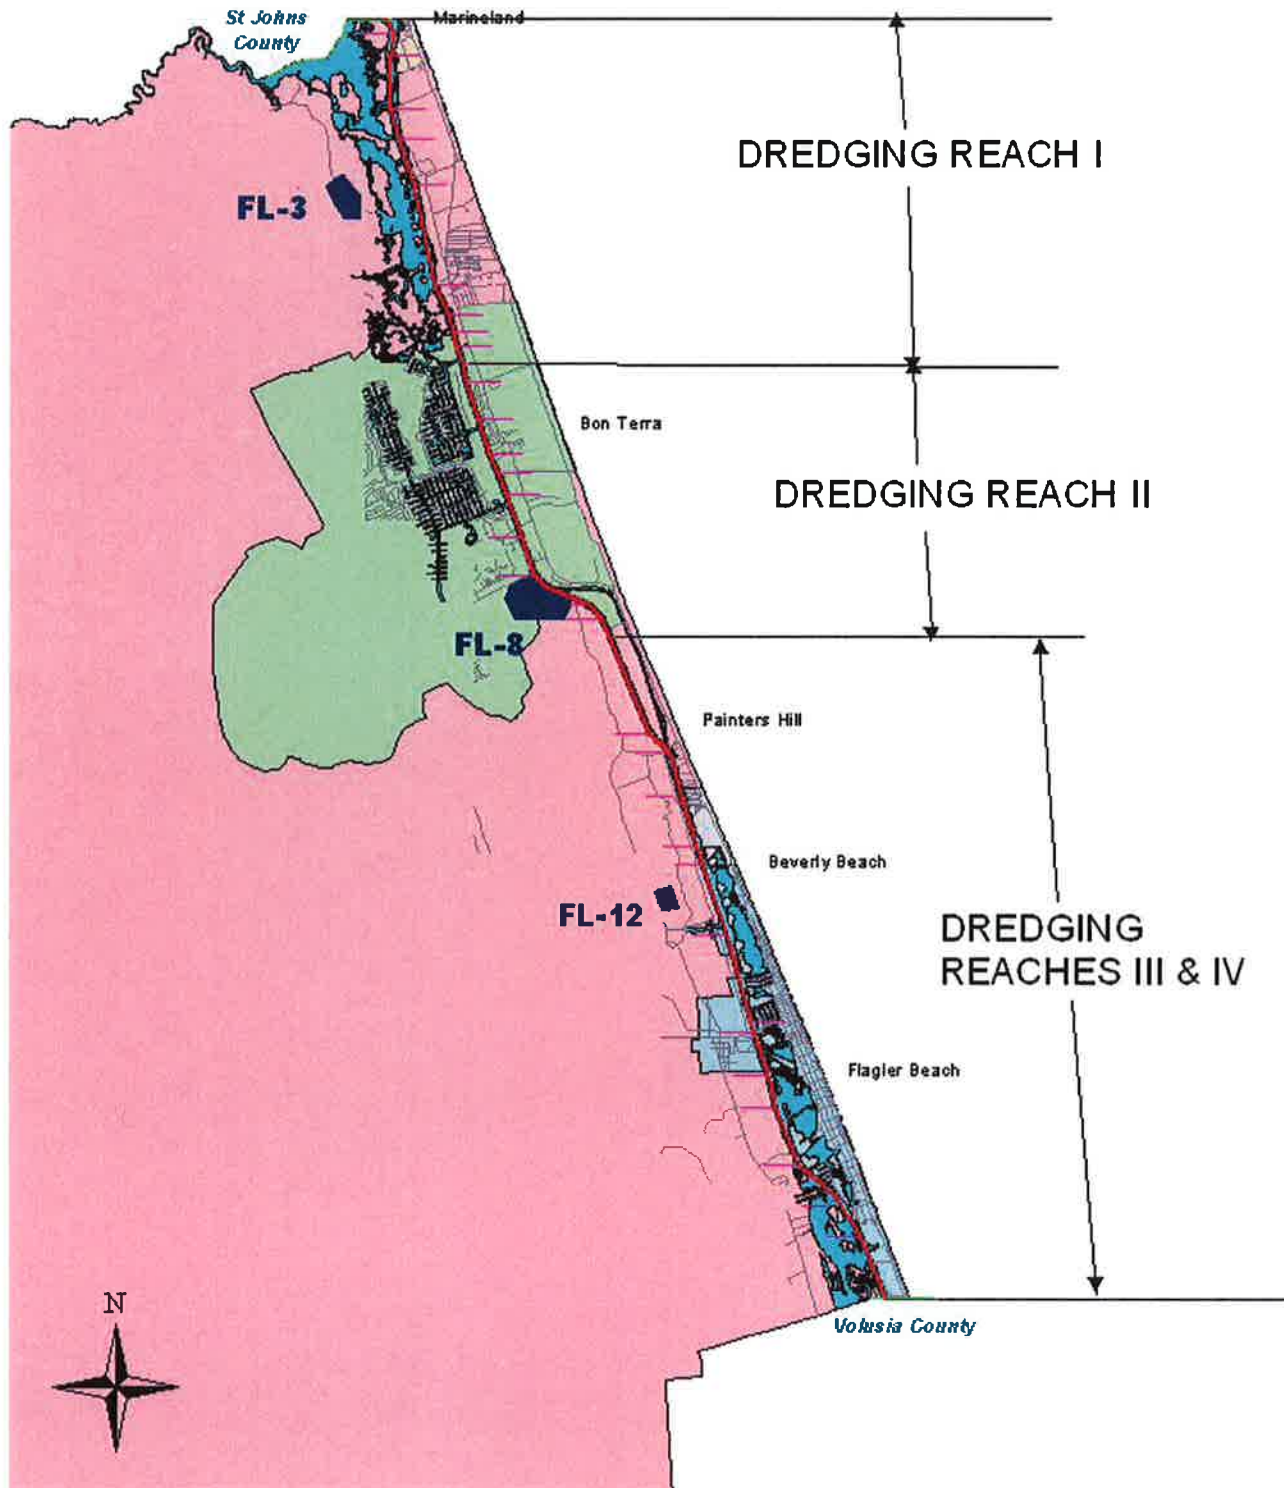 St Johns
County
Marineland
DREDGING REACH I
FL-3
Bon Terra
DREDGING REACH II
FL-8
Painters Hill
Beverly Beach
FL-12
DREDGING
REACHES III & IV
Flagler Beach
N
Volusia County